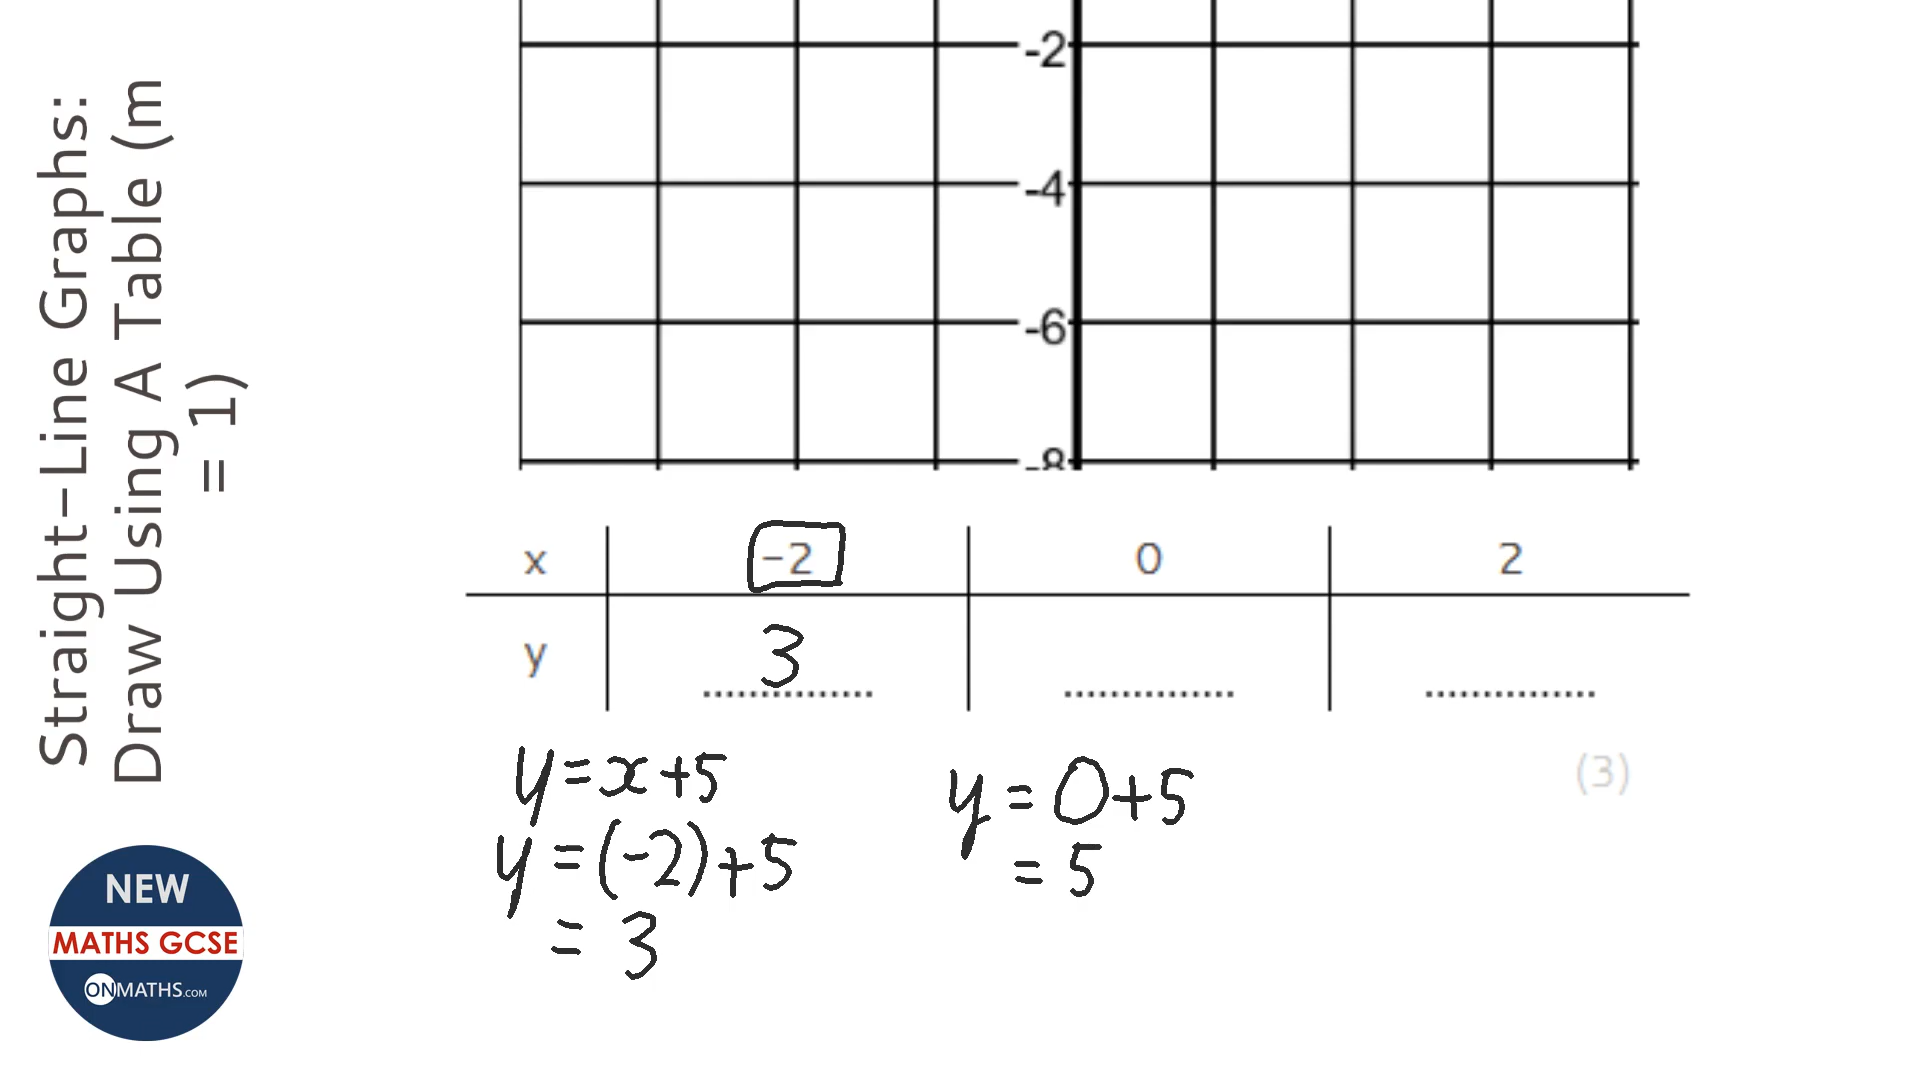 Straight-Line Graphs:
Draw Using A Table (m
= 1)
-2
-4
-6
-8
x -2 0 2
y 3
(3)
y=x+5
y=(-2)+5
= 3
y=0+5
= 5
NEW
MATHS GCSE
ONMATHS.COM